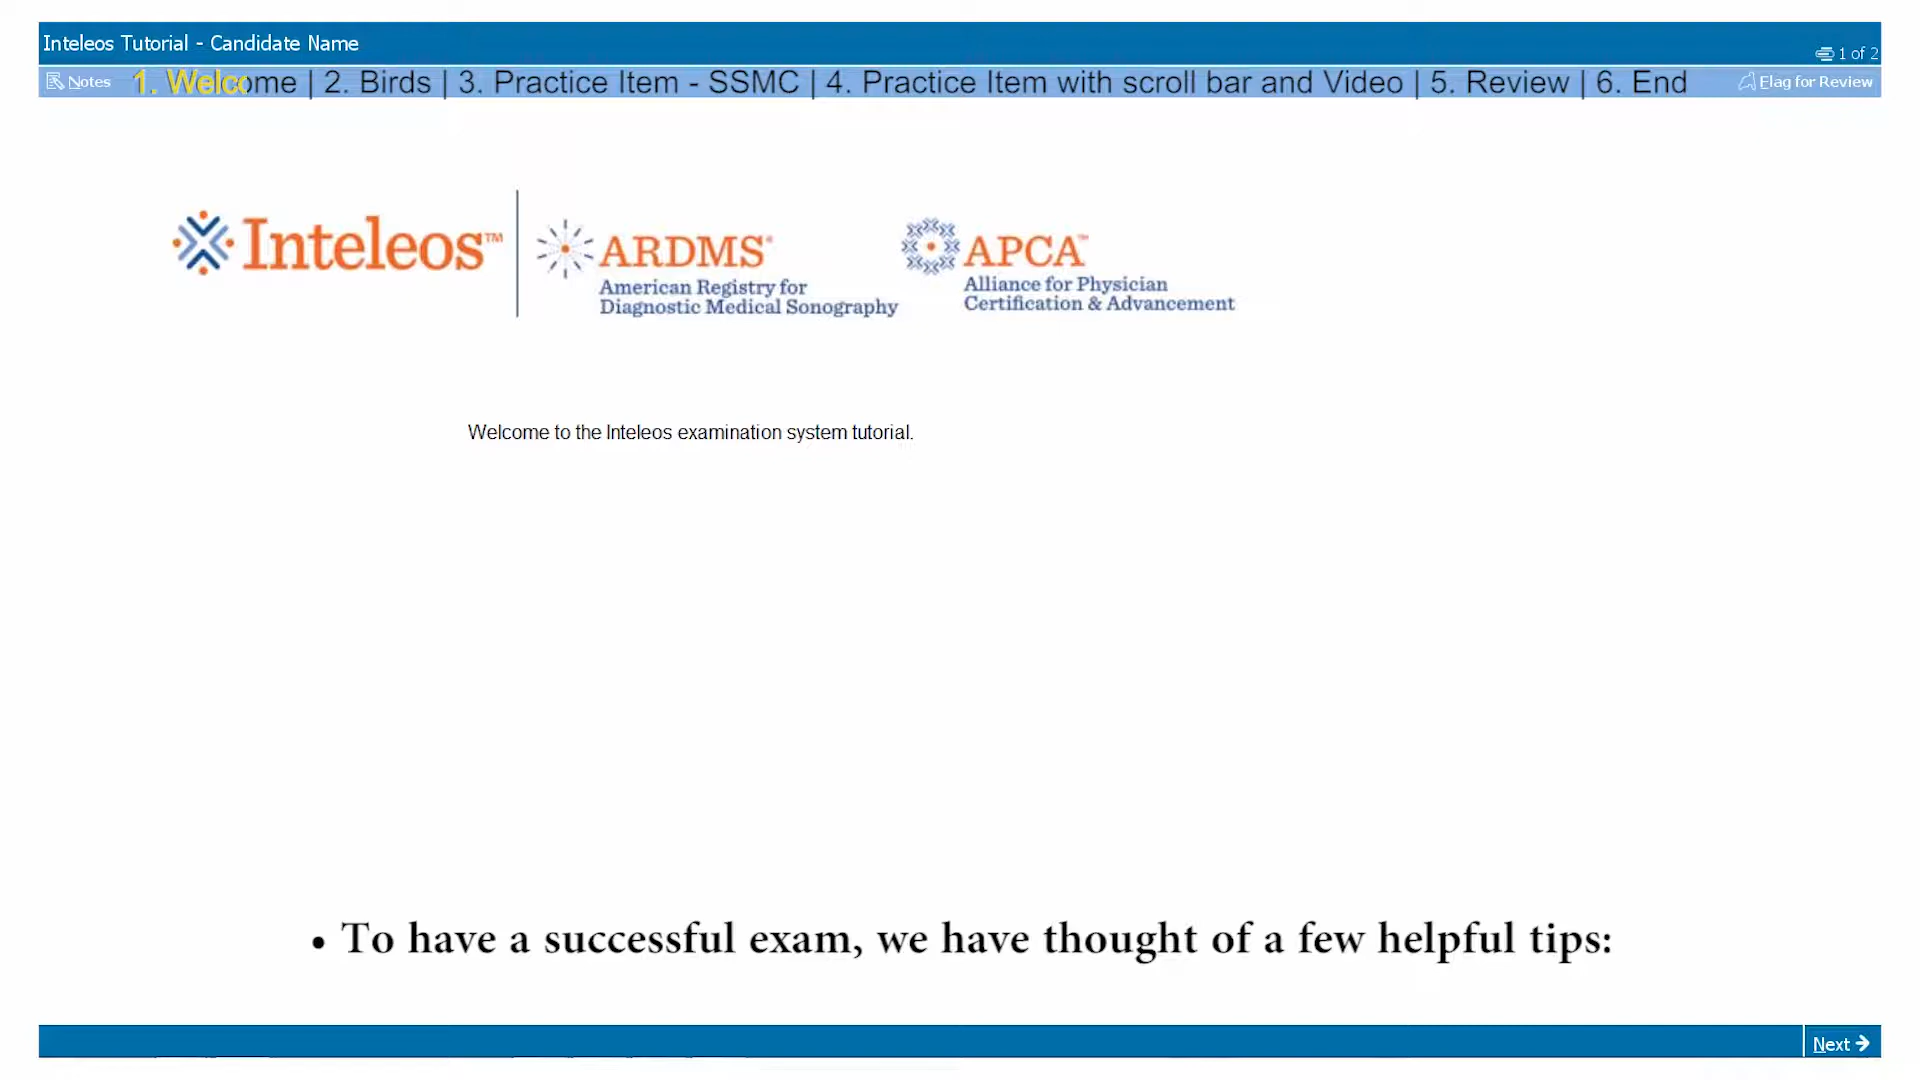 Inteleos Tutorial - Candidate Name
1 of 2
Notes
1. Welcome | 2. Birds | 3. Practice Item - SSMC | 4. Practice Item with scroll bar and Video | 5. Review | 6. End
Flag for Review
Inteleos™
ARDMS®
American Registry for
Diagnostic Medical Sonography
APCA™
Alliance for Physician
Certification & Advancement
Welcome to the Inteleos examination system tutorial.
• To have a successful exam, we have thought of a few helpful tips:
Next